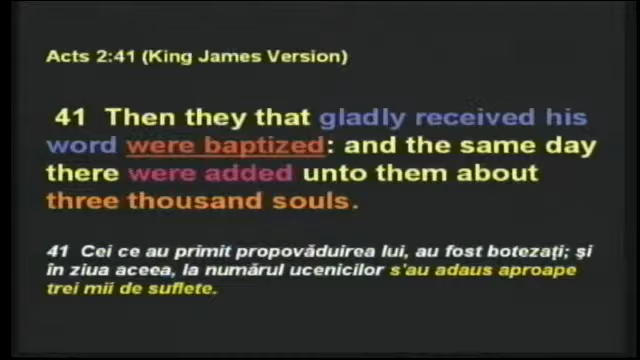 Acts 2:41 (King James Version)
41 Then they that gladly received his
word were baptized: and the same day
there were added unto them about
three thousand souls.
41 Cei ce au primit propovăduirea lui, au fost botezaţi; şi
în ziua aceea, la numărul ucenicilor s'au adaus aproape
trei mii de suflete.